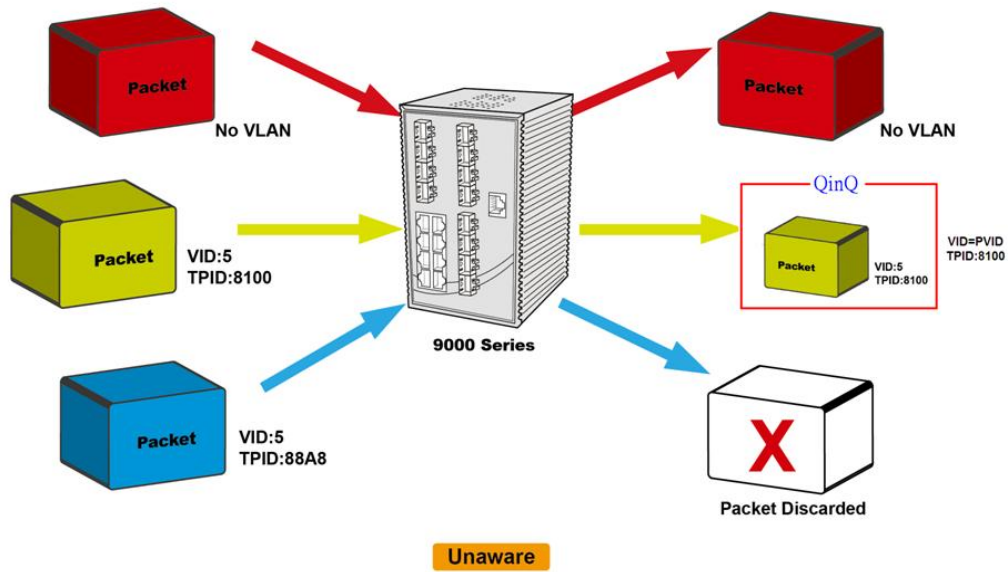 Packet
No VLAN
Packet
No VLAN
Packet
VID:5
TPID:8100
QinQ
Packet
VID:5
TPID:8100
VID=PVID
TPID:8100
9000 Series
Packet
VID:5
TPID:88A8
X
Packet Discarded
Unaware